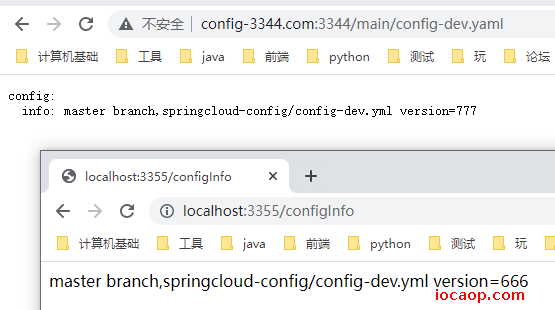 不安全 config-3344.com:3344/main/config-dev.yaml
计算机基础 工具 java 前端 python 测试 玩 论坛
config:
info: master branch,springcloud-config/config-dev.yml version=777
localhost:3355/configInfo
localhost:3355/configInfo
计算机基础 工具 java 前端 python 测试 玩
master branch,springcloud-config/config-dev.yml version=666
iocaop.com